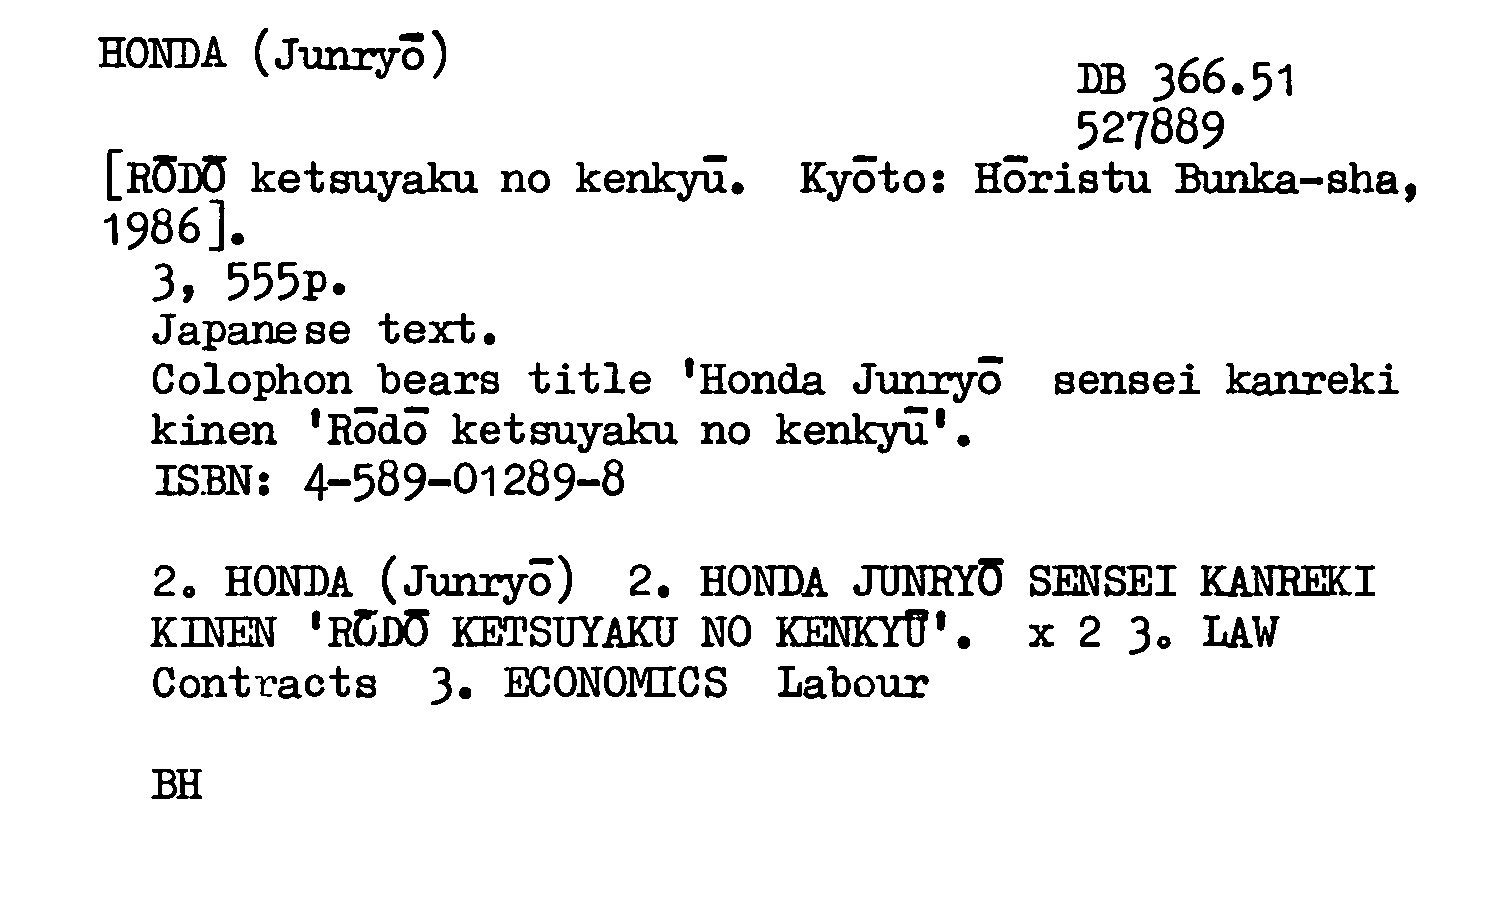 HONDA (Junryō)
DB 366.51
527889
[RŌDŌ ketsuyaku no kenkyū. Kyōto: Hōristu Bunka-sha,
1986].
3, 555p.
Japanese text.
Colophon bears title 'Honda Junryō sensei kanreki
kinen 'Rōdō ketsuyaku no kenkyū'.
ISBN: 4-589-01289-8
2. HONDA (Junryō) 2. HONDA JUNRYŌ SENSEI KANREKI
KINEN 'RŌDŌ KETSUYAKU NO KENKYŪ'. x 2 3. LAW
Contracts 3. ECONOMICS Labour
BH